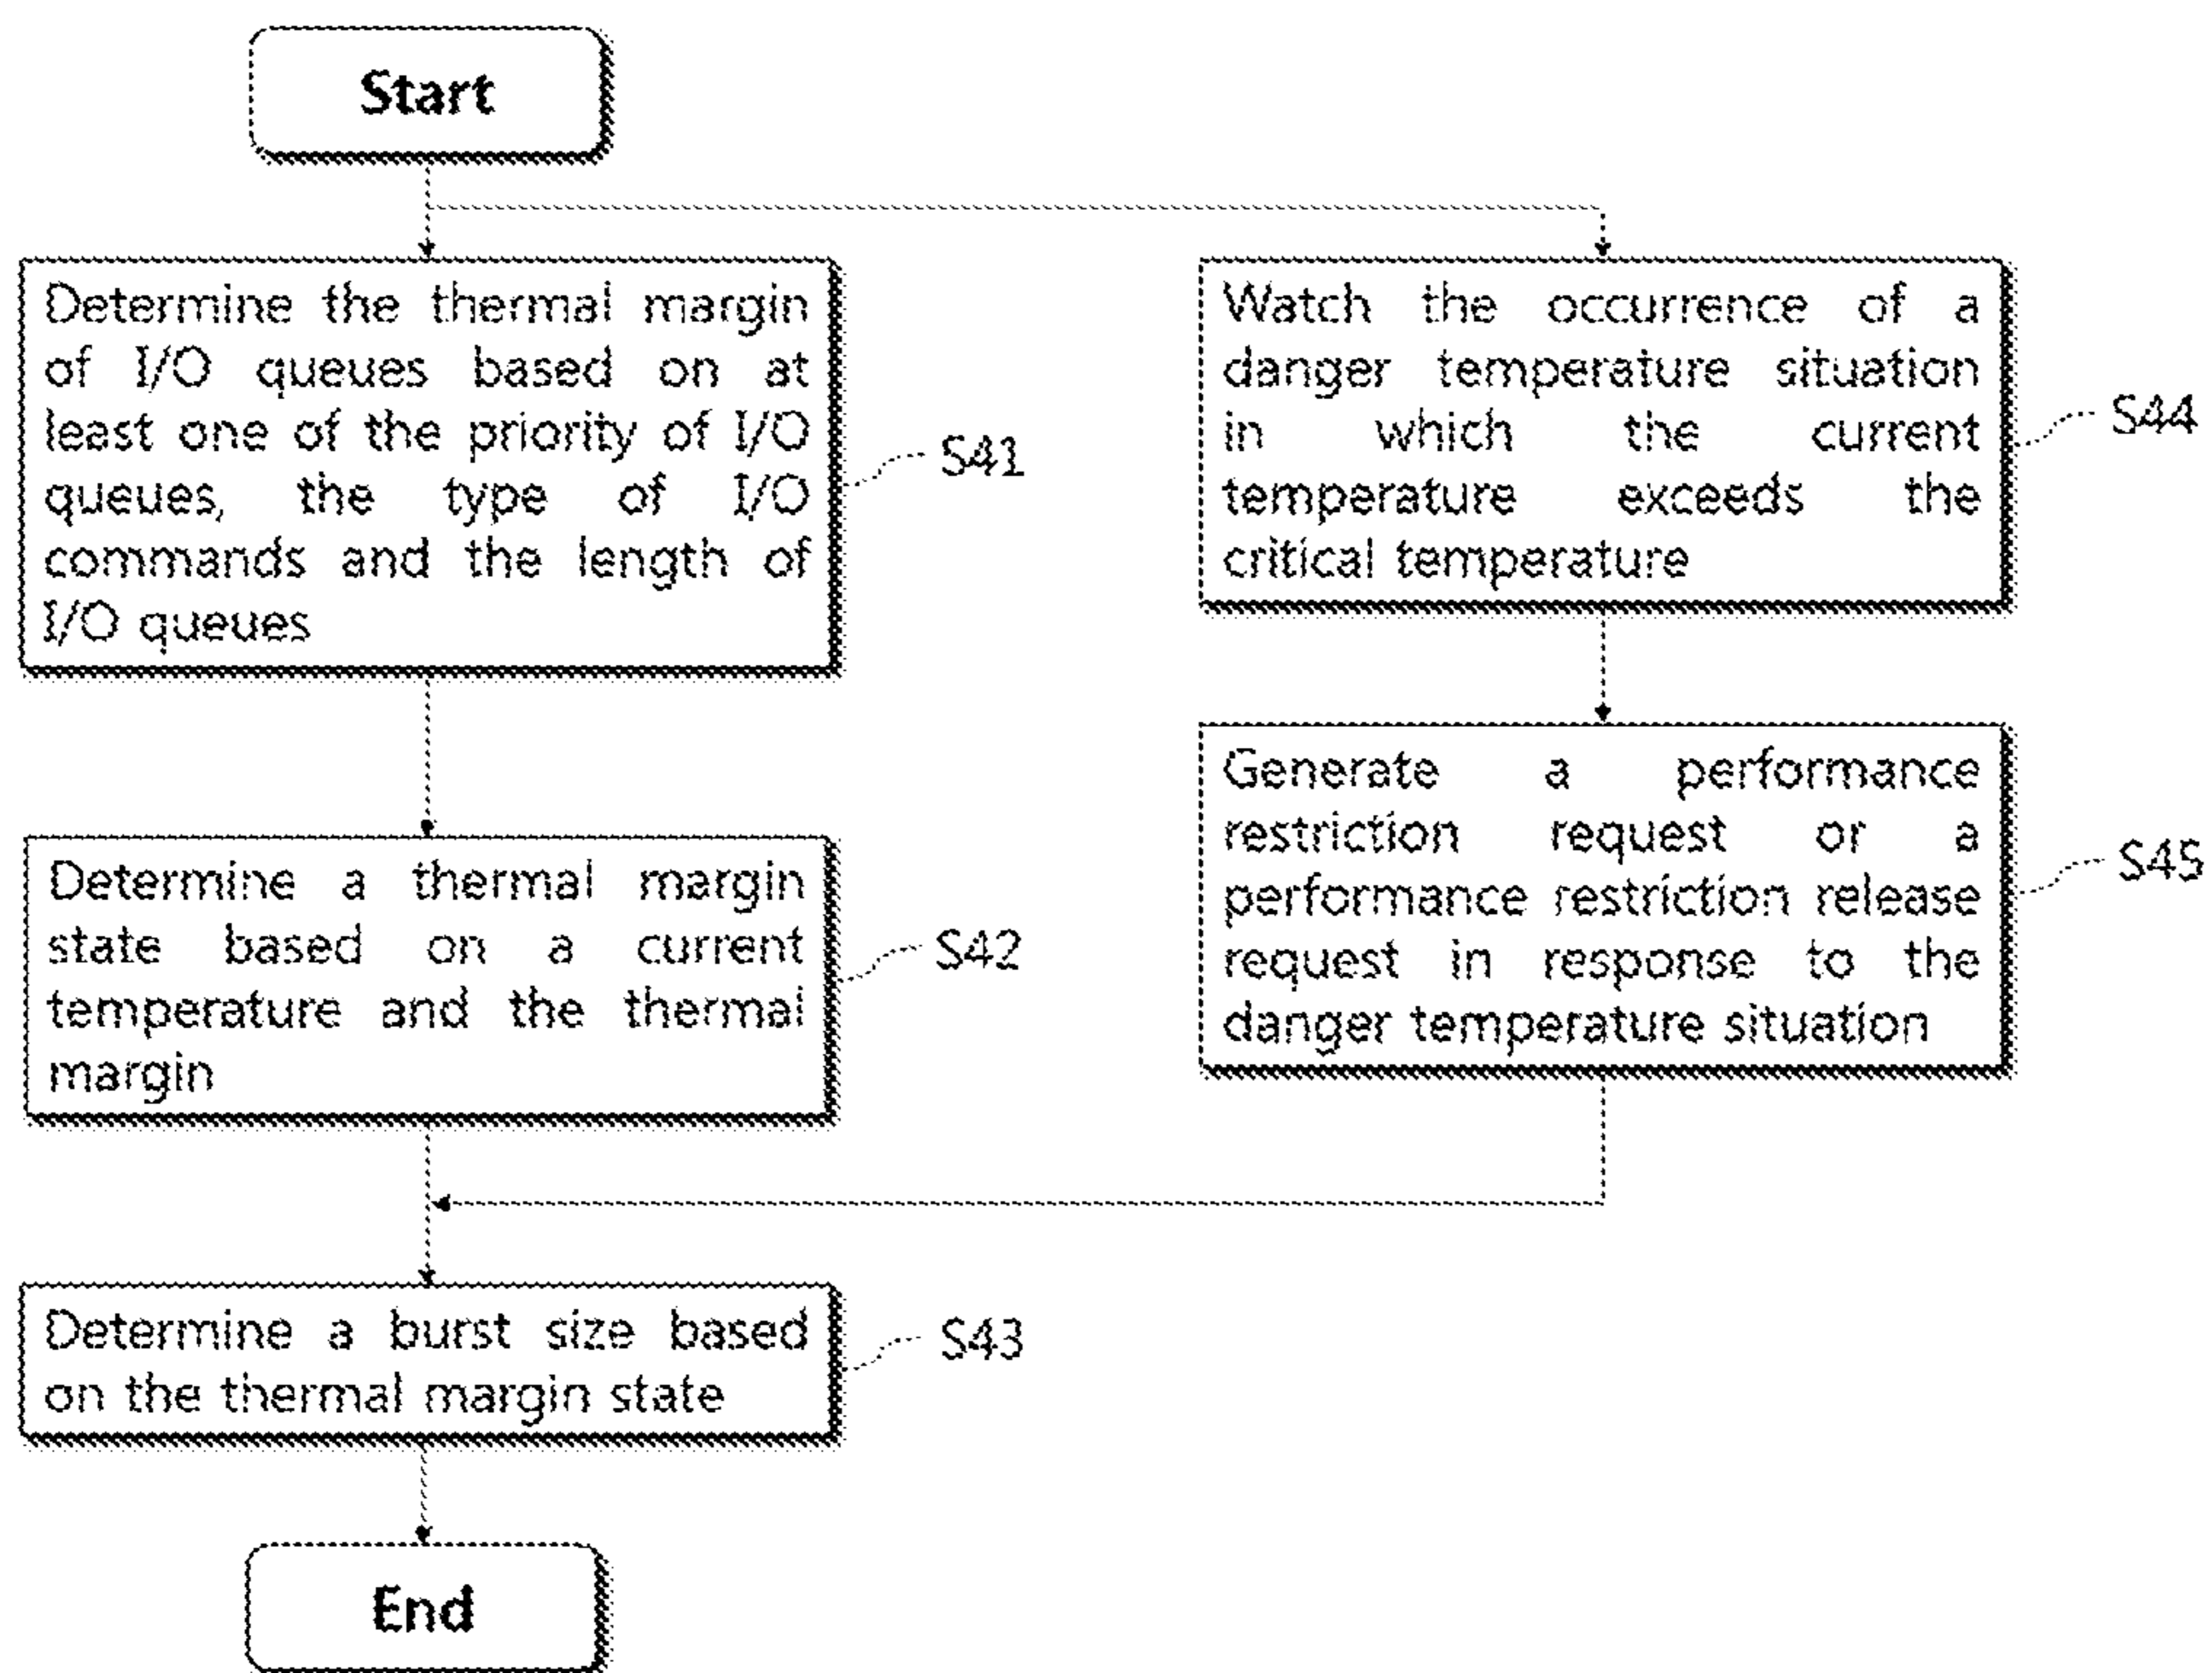 Start
Determine the thermal margin
of I/O queues based on at
least one of the priority of I/O
queues, the type of I/O
commands and the length of
I/O queues
S41
Determine a thermal margin
state based on a current
temperature and the thermal
margin
S42
Determine a burst size based
on the thermal margin state
S43
End
Watch the occurrence of a
danger temperature situation
in which the current
temperature exceeds the
critical temperature
S44
Generate a performance
restriction request or a
performance restriction release
request in response to the
danger temperature situation
S45